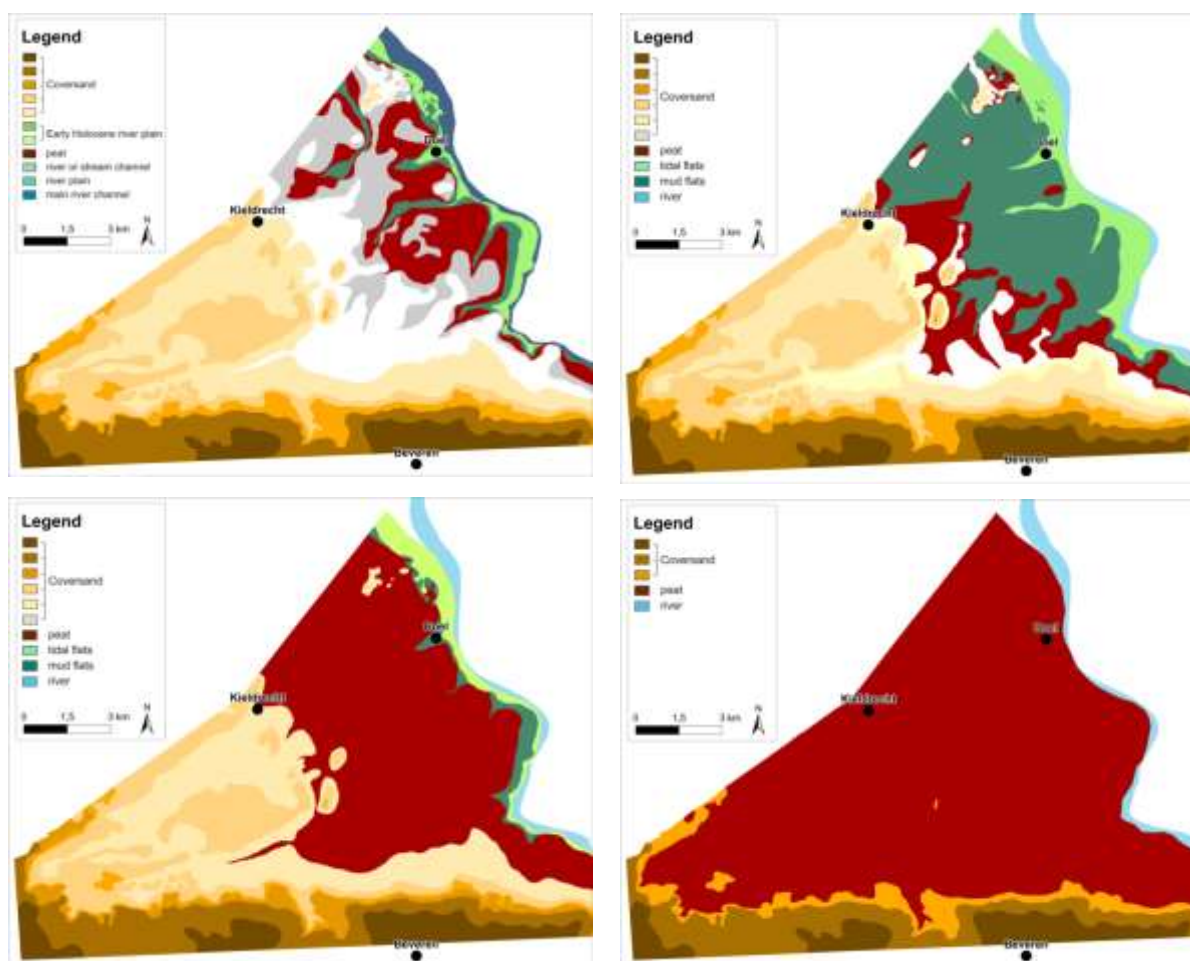 Legend
Coversand
Early Holocene river plain
peat
river or stream channel
river plain
main river channel
0 1,5 3 km
N
Doel
Kieldrecht
Beveren
Legend
Coversand
peat
tidal flats
mud flats
river
0 1,5 3 km
N
Doel
Kieldrecht
Beveren
Legend
Coversand
peat
tidal flats
mud flats
river
0 1,5 3 km
N
Doel
Kieldrecht
Beveren
Legend
Coversand
peat
river
0 1,5 3 km
N
Doel
Kieldrecht
Beveren